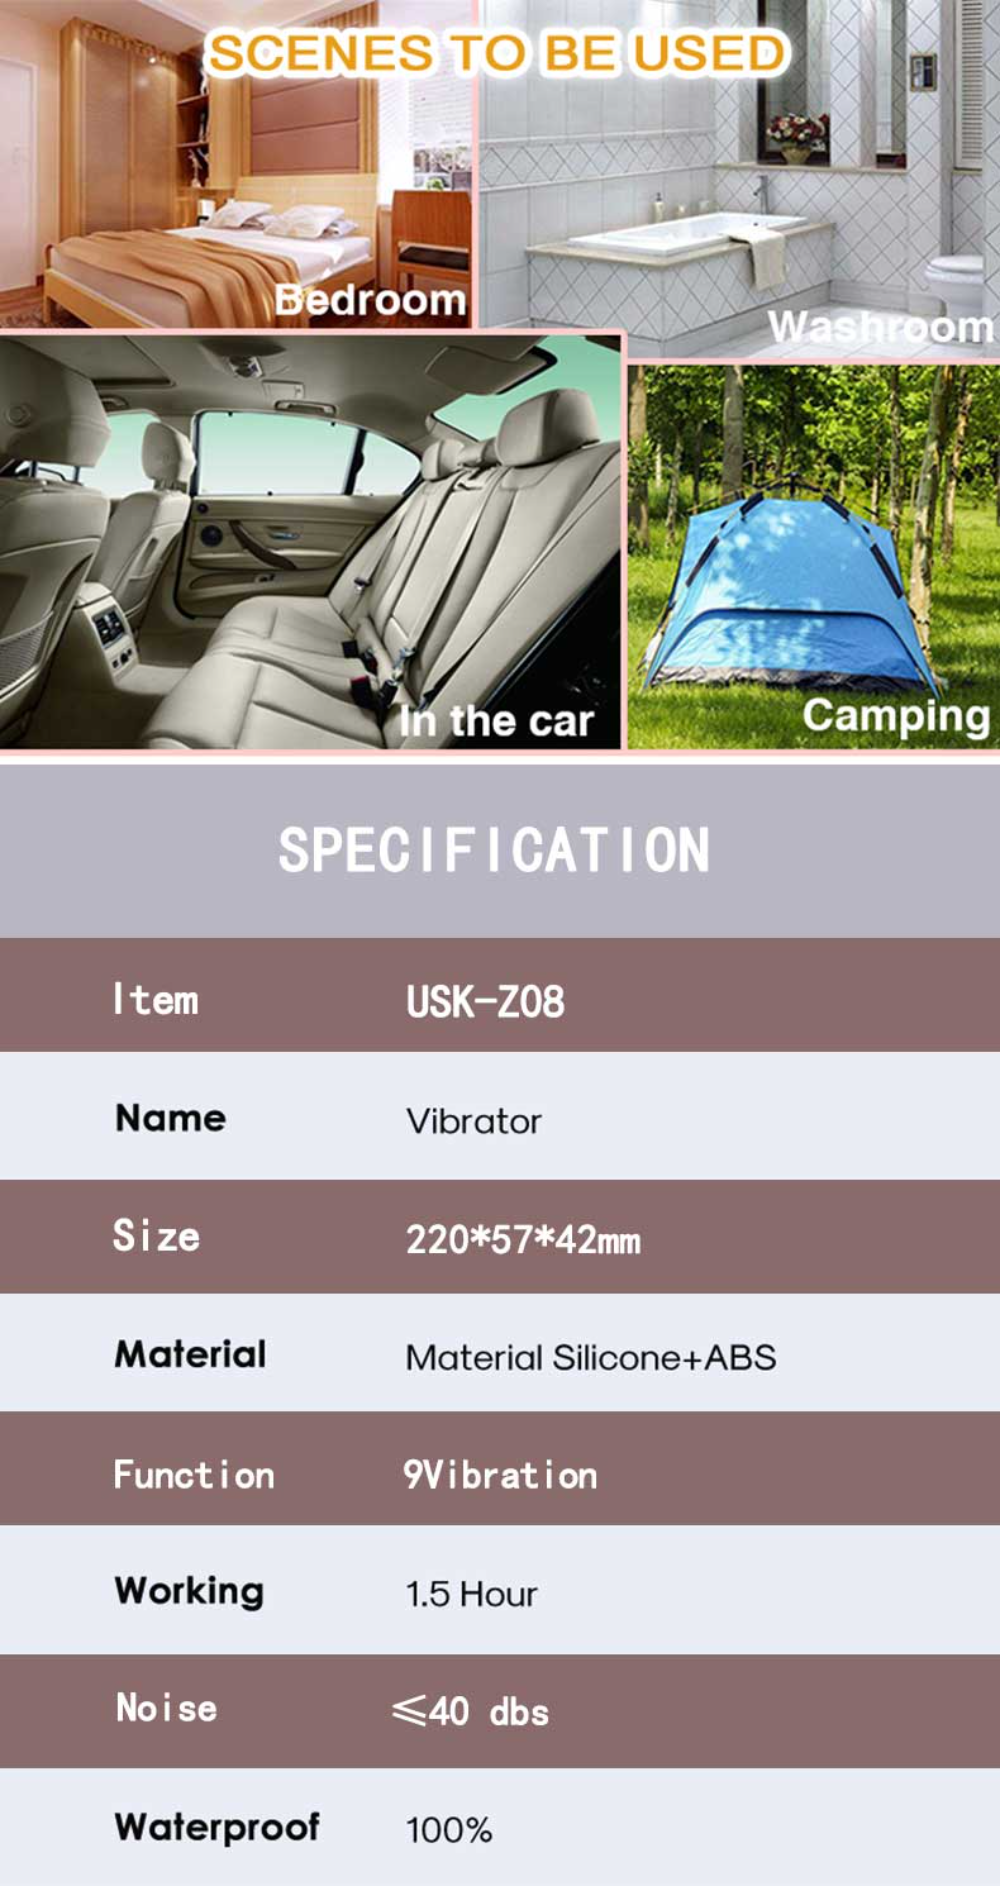 SCENES TO BE USED
Bedroom
Washroom
In the car
Camping
SPECIFICATION
Item USK-Z08
Name Vibrator
Size 220*57*42mm
Material Material Silicone+ABS
Function 9Vibration
Working 1.5 Hour
Noise ≤40 dbs
Waterproof 100%